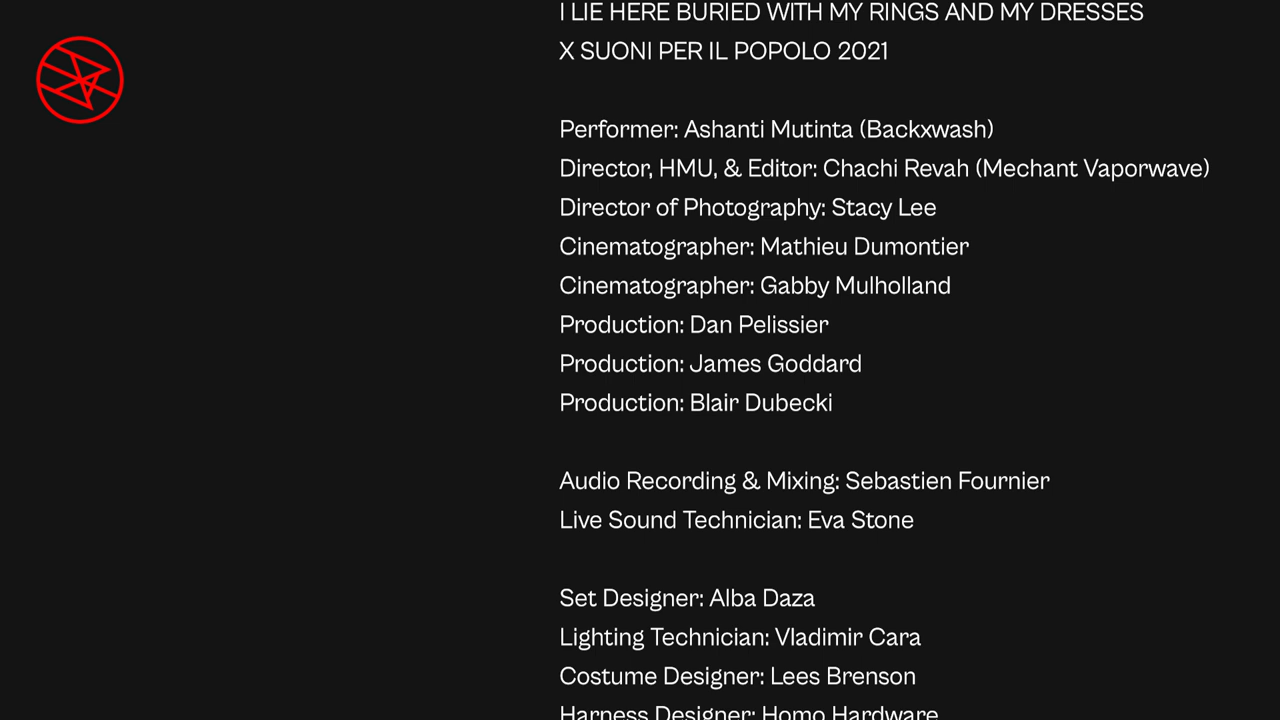 I LIE HERE BURIED WITH MY RINGS AND MY DRESSES
X SUONI PER IL POPOLO 2021
Performer: Ashanti Mutinta (Backxwash)
Director, HMU, & Editor: Chachi Revah (Mechant Vaporwave)
Director of Photography: Stacy Lee
Cinematographer: Mathieu Dumontier
Cinematographer: Gabby Mulholland
Production: Dan Pelissier
Production: James Goddard
Production: Blair Dubecki
Audio Recording & Mixing: Sebastien Fournier
Live Sound Technician: Eva Stone
Set Designer: Alba Daza
Lighting Technician: Vladimir Cara
Costume Designer: Lees Brenson
Harness Designer: Homo Hardware